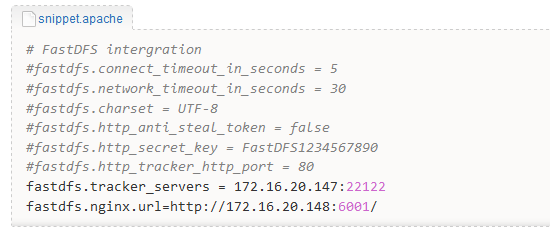 snippet.apache
# FastDFS intergration
#fastdfs.connect_timeout_in_seconds = 5
#fastdfs.network_timeout_in_seconds = 30
#fastdfs.charset = UTF-8
#fastdfs.http_anti_steal_token = false
#fastdfs.http_secret_key = FastDFS1234567890
#fastdfs.http_tracker_http_port = 80
fastdfs.tracker_servers = 172.16.20.147:22122
fastdfs.nginx.url=http://172.16.20.148:6001/